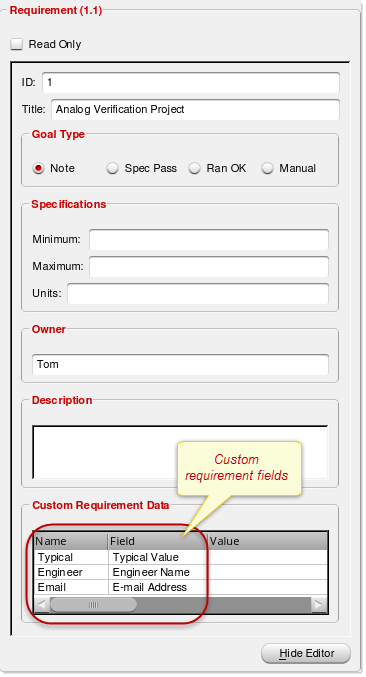 Requirement (1.1)
Read Only
ID: 1
Title: Analog Verification Project
Goal Type
Note Spec Pass Ran OK Manual
Specifications
Minimum:
Maximum:
Units:
Owner
Tom
Description
Custom
requirement fields
Custom Requirement Data
Name Field Value
Typical Typical Value
Engineer Engineer Name
Email E-mail Address
Hide Editor